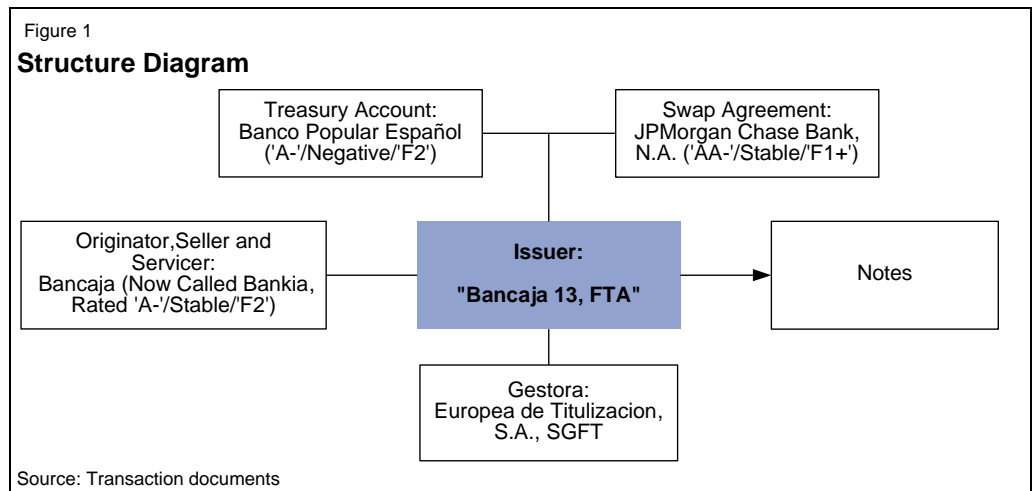 Figure 1
Structure Diagram
Treasury Account:
Banco Popular Español
('A-'/Negative/'F2')
Swap Agreement:
JPMorgan Chase Bank,
N.A. ('AA-'/Stable/'F1+')
Originator,Seller and
Servicer:
Bancaja (Now Called Bankia,
Rated 'A-'/Stable/'F2')
Issuer:
"Bancaja 13, FTA"
Notes
Gestora:
Europea de Titulizacion,
S.A., SGFT
Source: Transaction documents